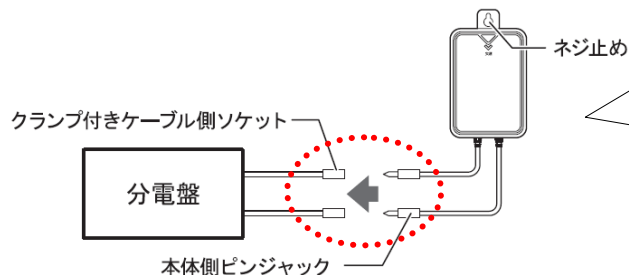 ネジ止め
クランプ付きケーブル側ソケット
分電盤
本体側ピンジャック